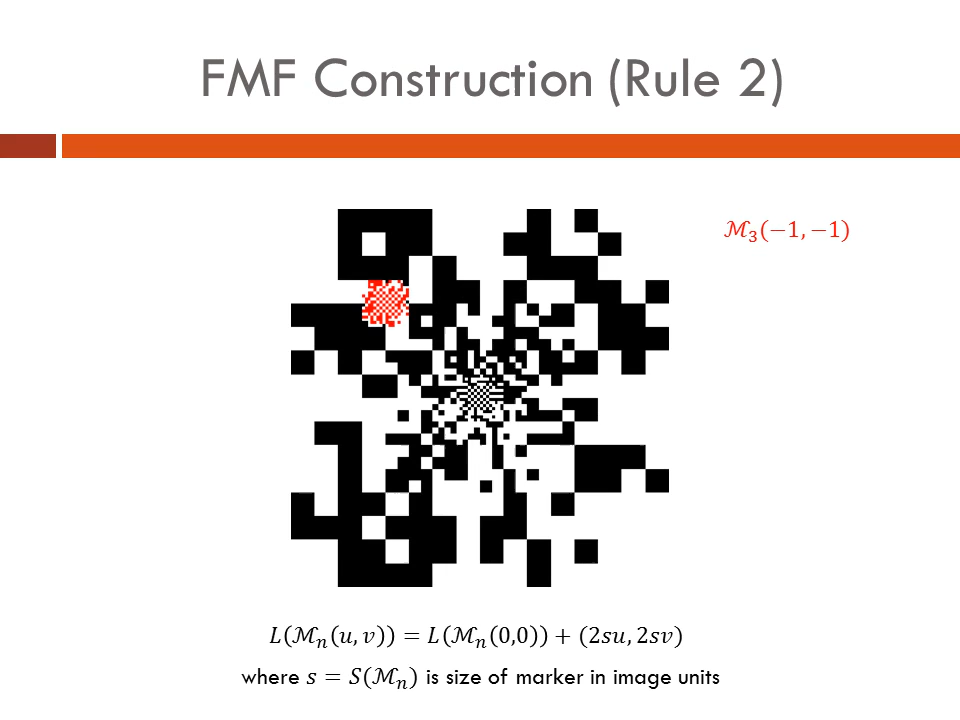 FMF Construction (Rule 2)
ℳ₃(−1, −1)
𝐿(ℳₙ(𝑢, 𝑣)) = 𝐿(ℳₙ(0,0)) + (2𝑠𝑢, 2𝑠𝑣)
where 𝑠 = 𝑆(ℳₙ) is size of marker in image units